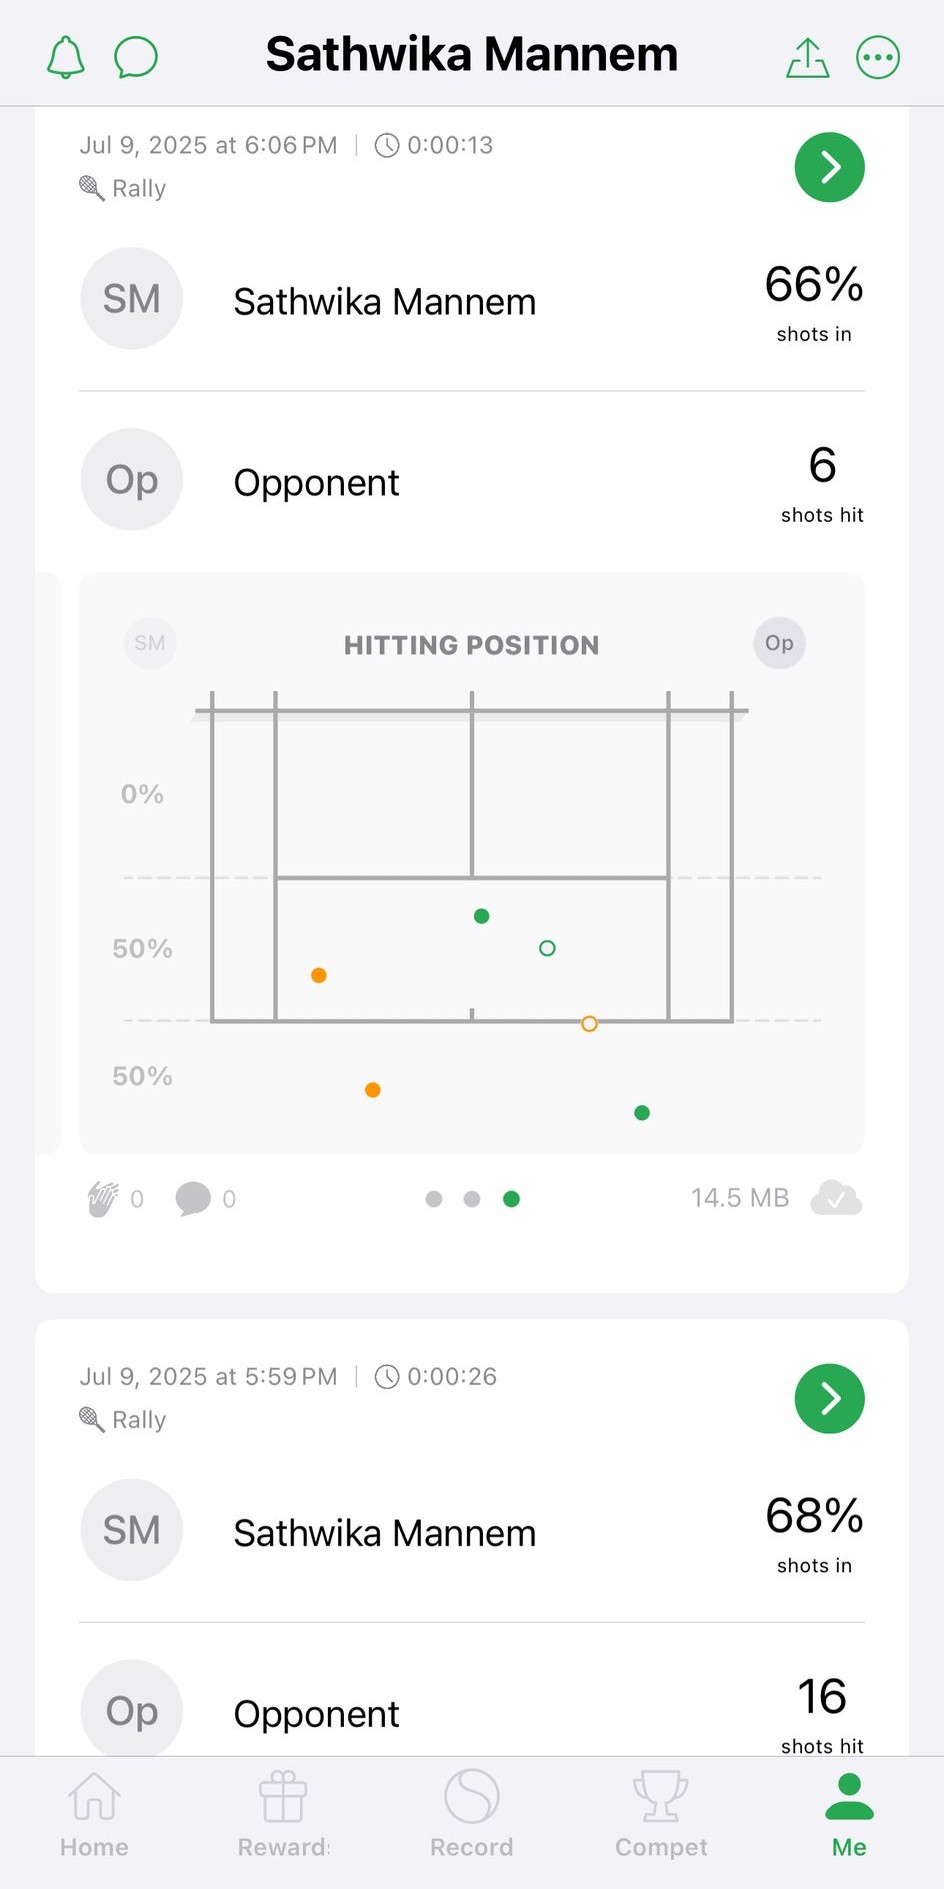 Sathwika Mannem
Jul 9, 2025 at 6:06 PM | 0:00:13
Rally
SM Sathwika Mannem 66%
shots in
Op Opponent 6
shots hit
SM HITTING POSITION Op
0%
50%
50%
0 0 14.5 MB
Jul 9, 2025 at 5:59 PM | 0:00:26
Rally
SM Sathwika Mannem 68%
shots in
Op Opponent 16
shots hit
Home Reward Record Compet Me